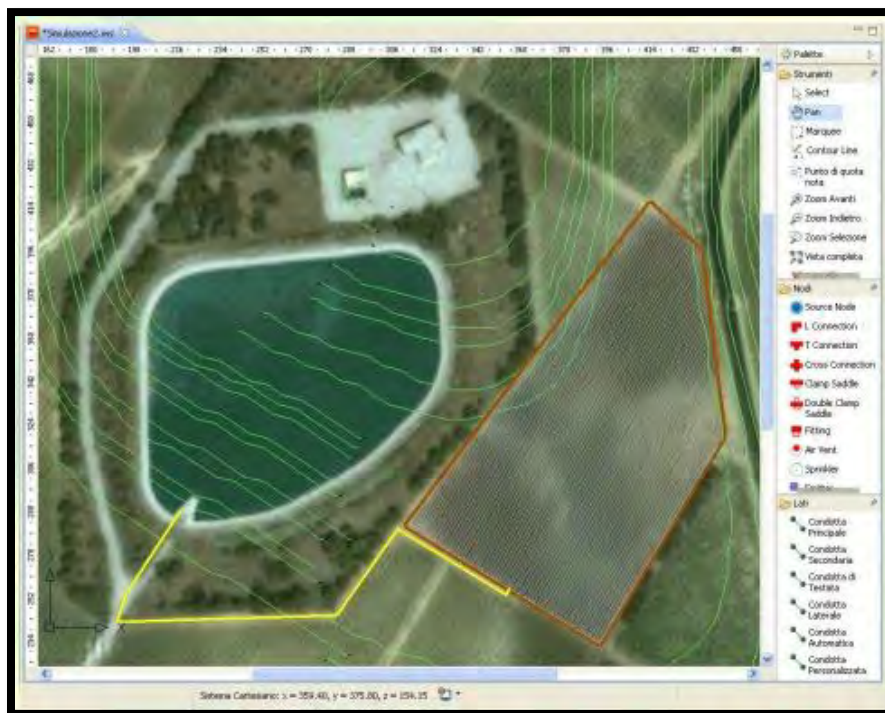 *Simulazione2.iws
Palette
Strumenti
Select
Pan
Marquee
Contour Line
Punto di quota
nota
Zoom Avanti
Zoom Indietro
Zoom Selezione
Vista completa
Nodi
Source Node
L Connection
T Connection
Cross Connection
Clamp Saddle
Double Clamp
Saddle
Fitting
Air Vent
Sprinkler
Lati
Condotta
Principale
Condotta
Secondaria
Condotta di
Testata
Condotta
Laterale
Condotta
Automatica
Condotta
Personalizzata
X
Sistema Cartesiano: x = 359.40, y = 375.80, z = 159.15